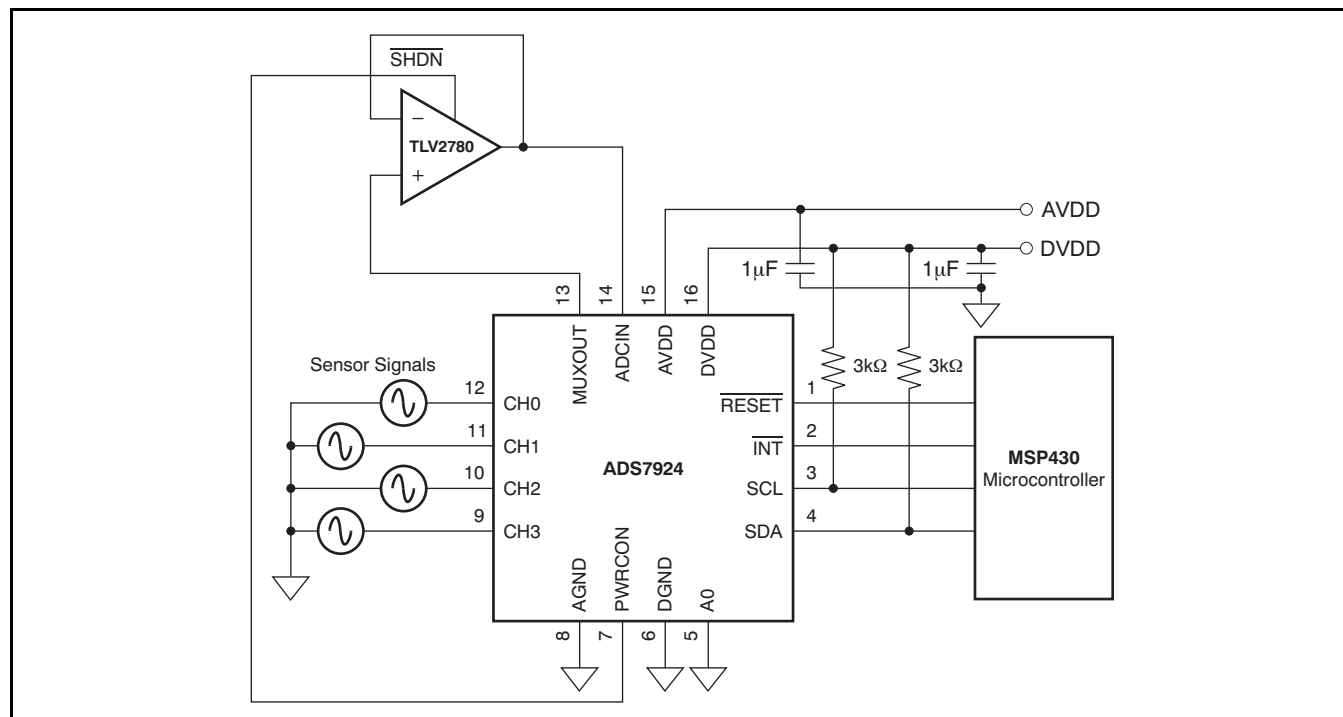 SHDN
−
TLV2780
+
AVDD
DVDD
1μF
1μF
13
14
15
16
MUXOUT
ADCIN
AVDD
DVDD
3kΩ
3kΩ
Sensor Signals
12
CH0
11
CH1
10
CH2
9
CH3
ADS7924
RESET
1
INT
2
SCL
3
SDA
4
MSP430
Microcontroller
AGND
PWRCON
DGND
A0
8
7
6
5